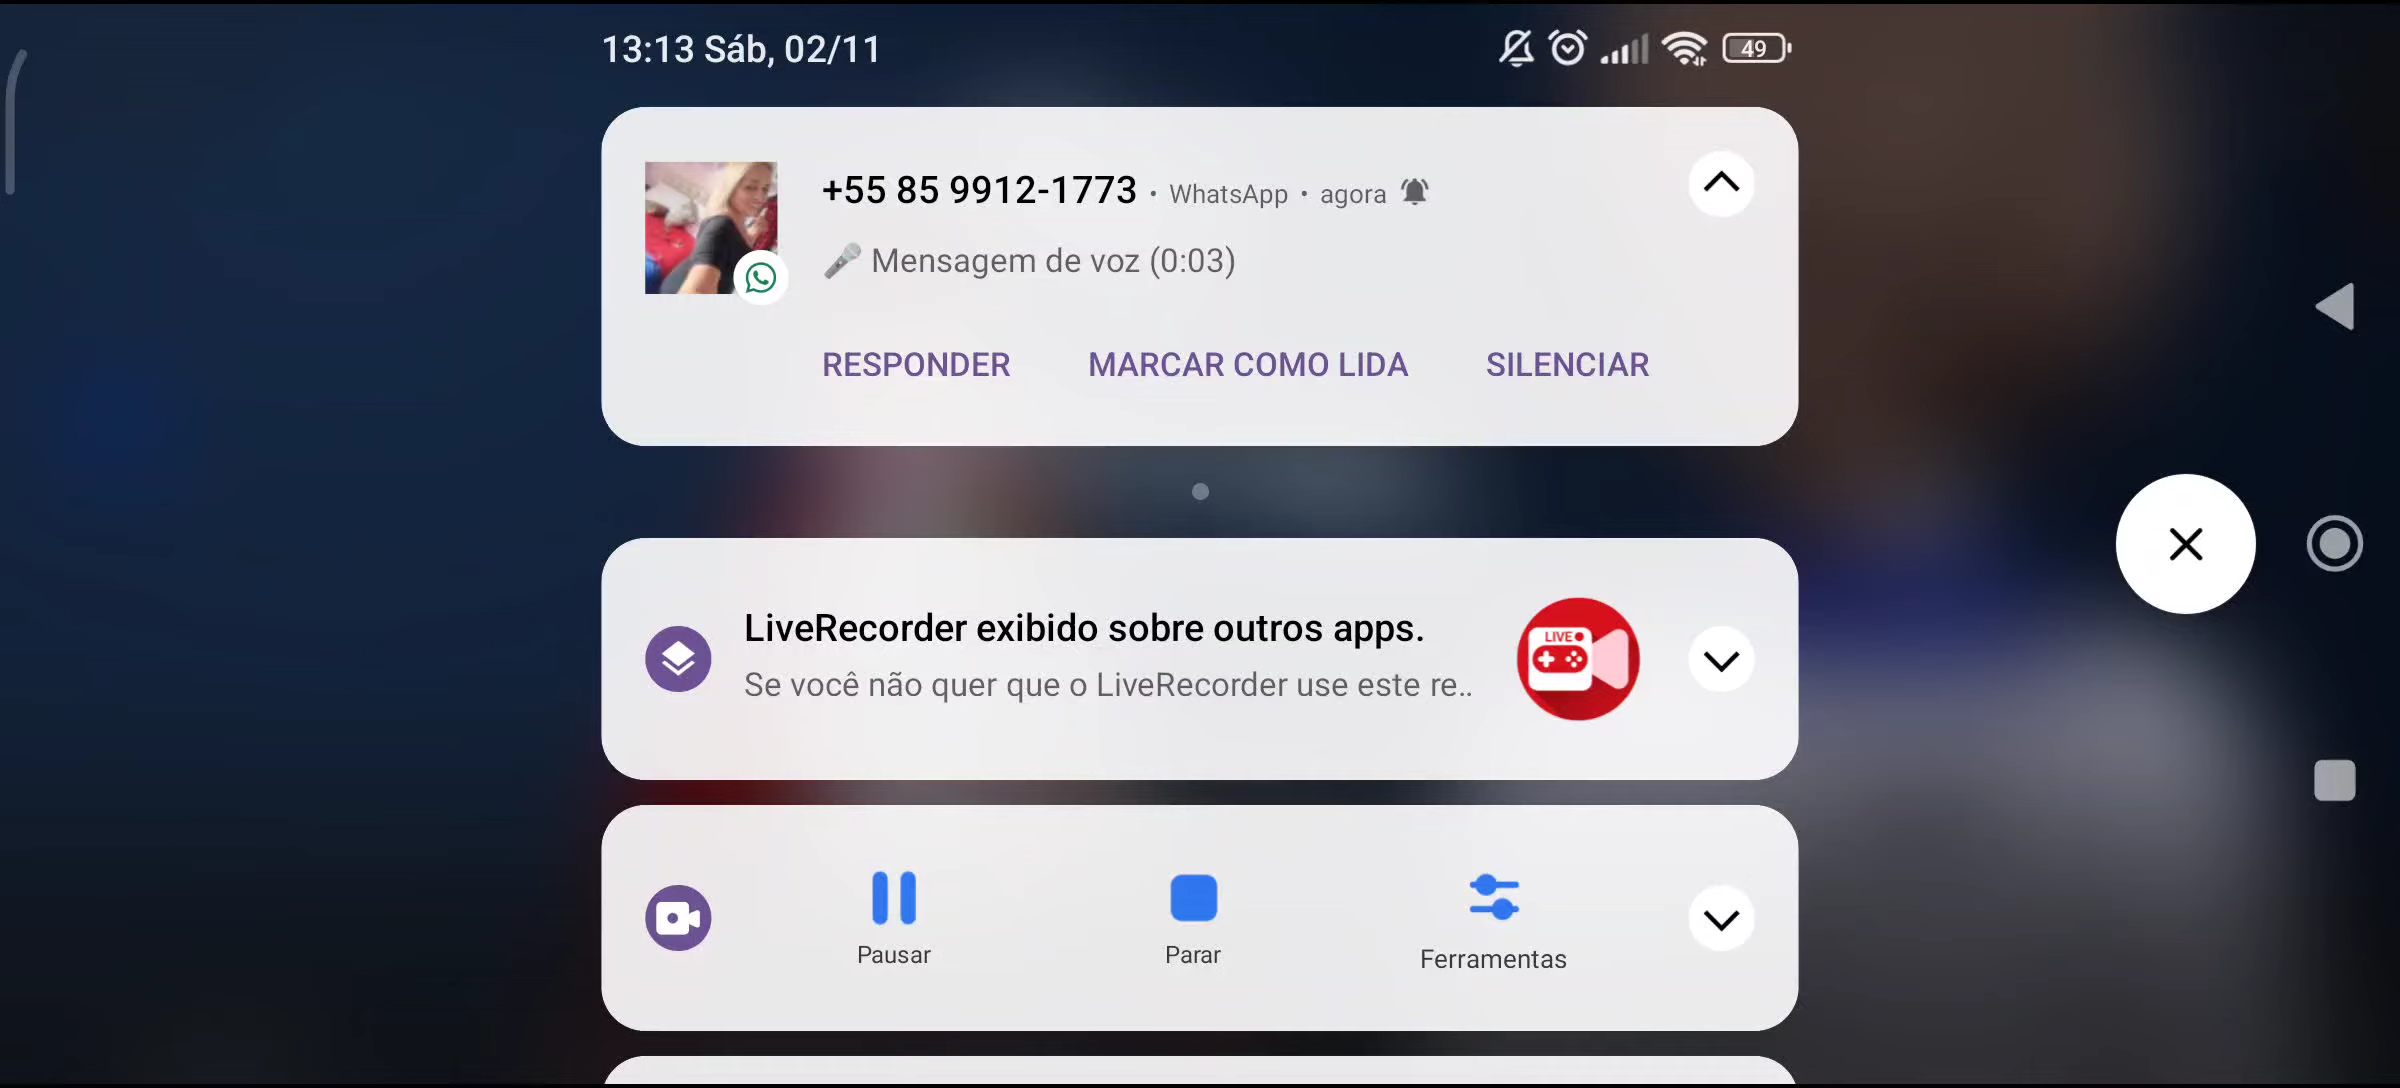 13:13 Sáb, 02/11
49
+55 85 9912-1773 • WhatsApp • agora
Mensagem de voz (0:03)
RESPONDER MARCAR COMO LIDA SILENCIAR
LiveRecorder exibido sobre outros apps.
Se você não quer que o LiveRecorder use este re..
LIVE
Pausar
Parar
Ferramentas